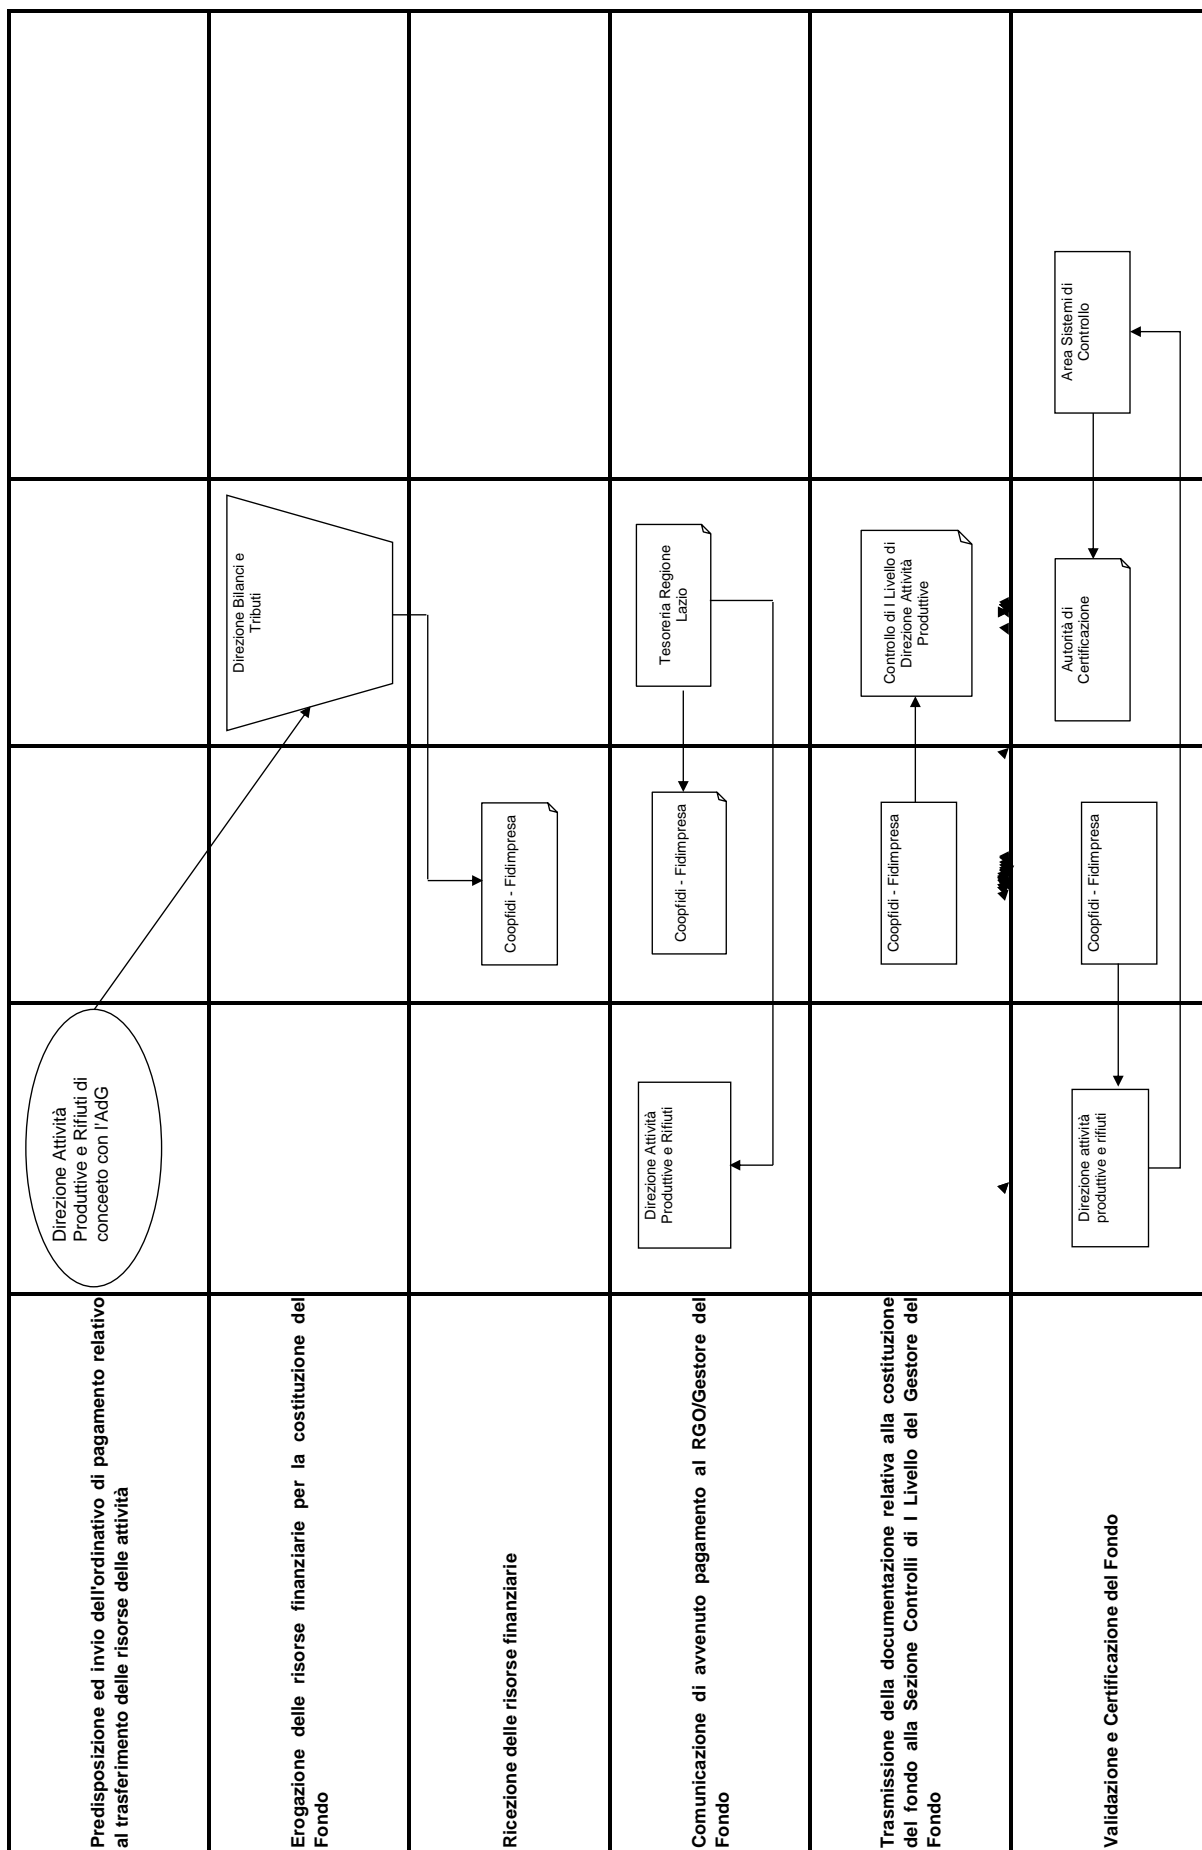 Predisposizione ed invio dell'ordinativo di pagamento relativo
al trasferimento delle risorse delle attività
Direzione Attività
Produttive e Rifiuti di
conceeto con l'AdG
Erogazione delle risorse finanziarie per la costituzione del
Fondo
Direzione Bilanci e
Tributi
Ricezione delle risorse finanziarie
Coopfidi - Fidimpresa
Comunicazione di avvenuto pagamento al RGO/Gestore del
Fondo
Direzione Attività
Produttive e Rifiuti
Coopfidi - Fidimpresa
Tesoreria Regione
Lazio
Trasmissione della documentazione relativa alla costituzione
del fondo alla Sezione Controlli di I Livello del Gestore del
Fondo
Coopfidi - Fidimpresa
Controllo di I Livello di
Direzione Attività
Produttive
Validazione e Certificazione del Fondo
Direzione attività
produttive e rifiuti
Coopfidi - Fidimpresa
Autorità di
Certificazione
Area Sistemi di
Controllo